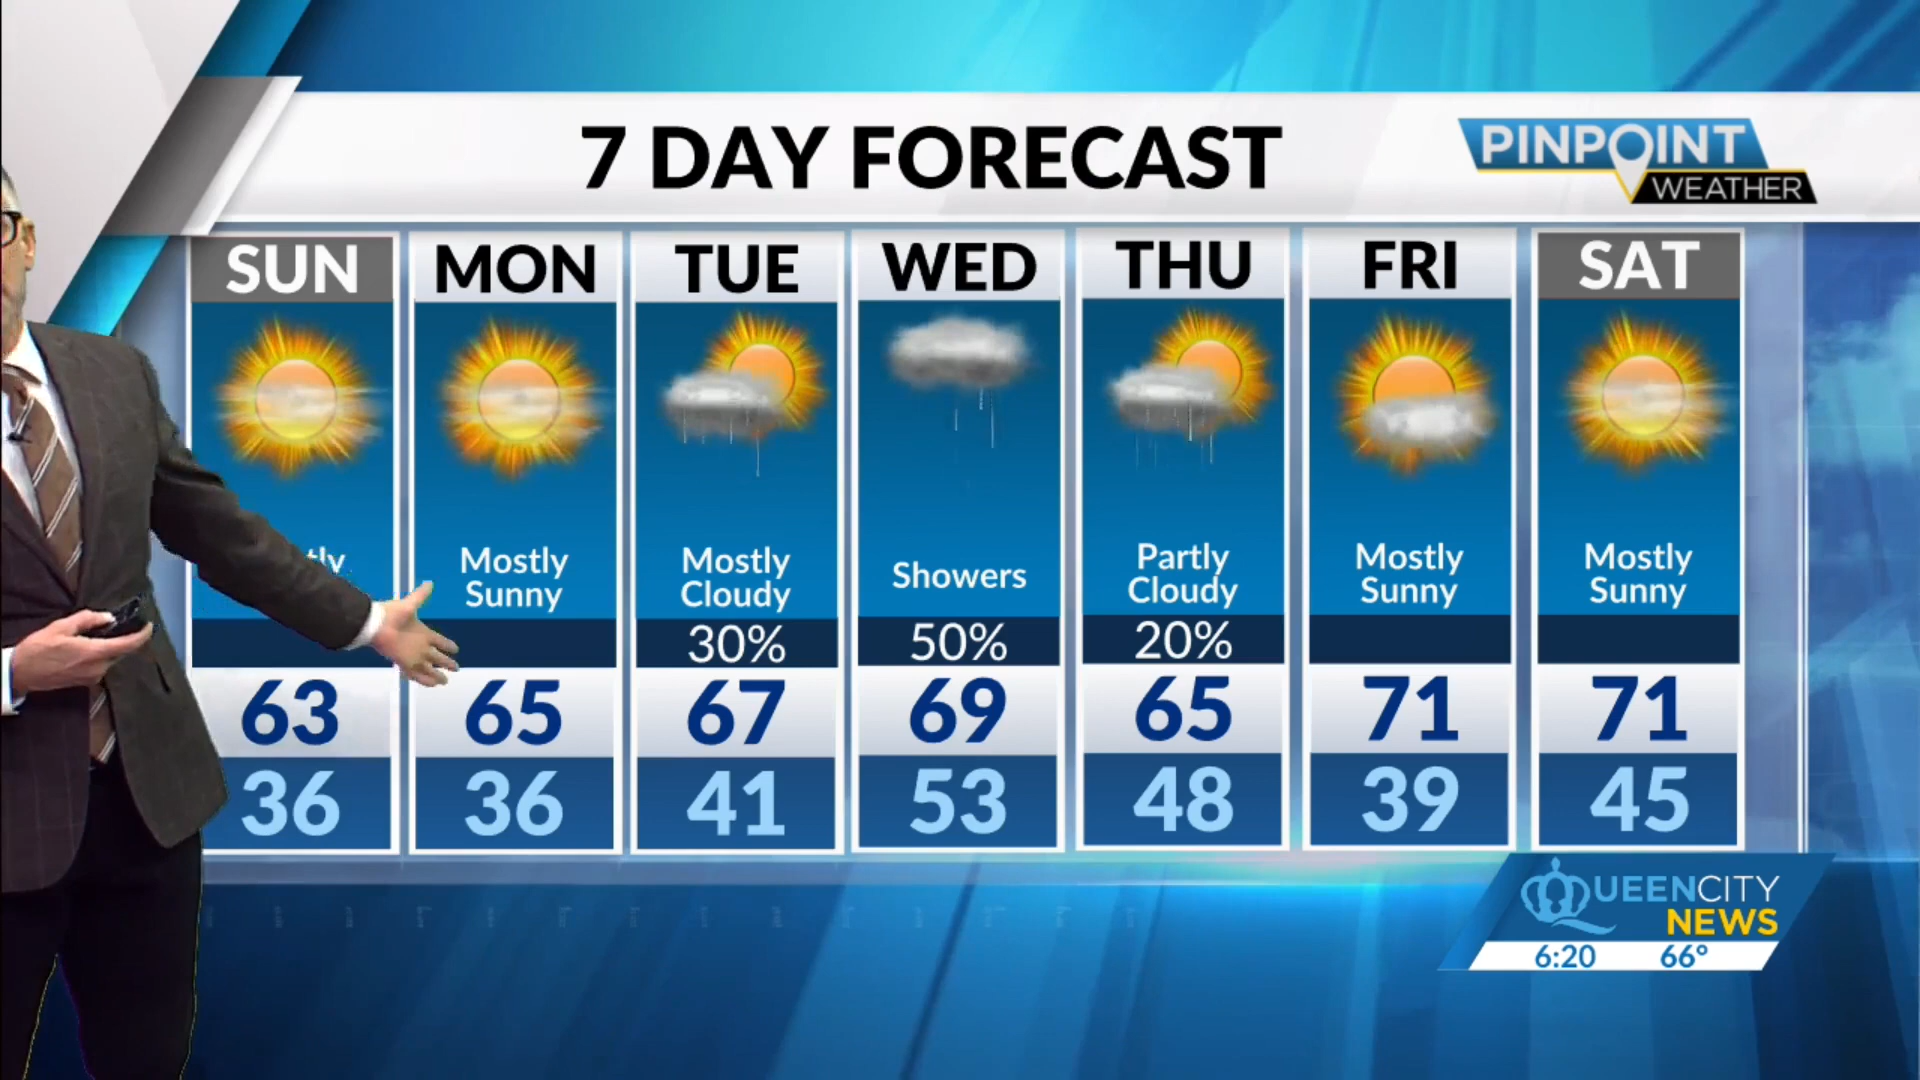 7 DAY FORECAST
PINPOINT
WEATHER
SUN MON TUE WED THU FRI SAT
Mostly
Sunny
Mostly
Cloudy
Showers
Partly
Cloudy
Mostly
Sunny
Mostly
Sunny
30% 50% 20%
63 65 67 69 65 71 71
36 36 41 53 48 39 45
QUEENCITY
NEWS
6:20 66°